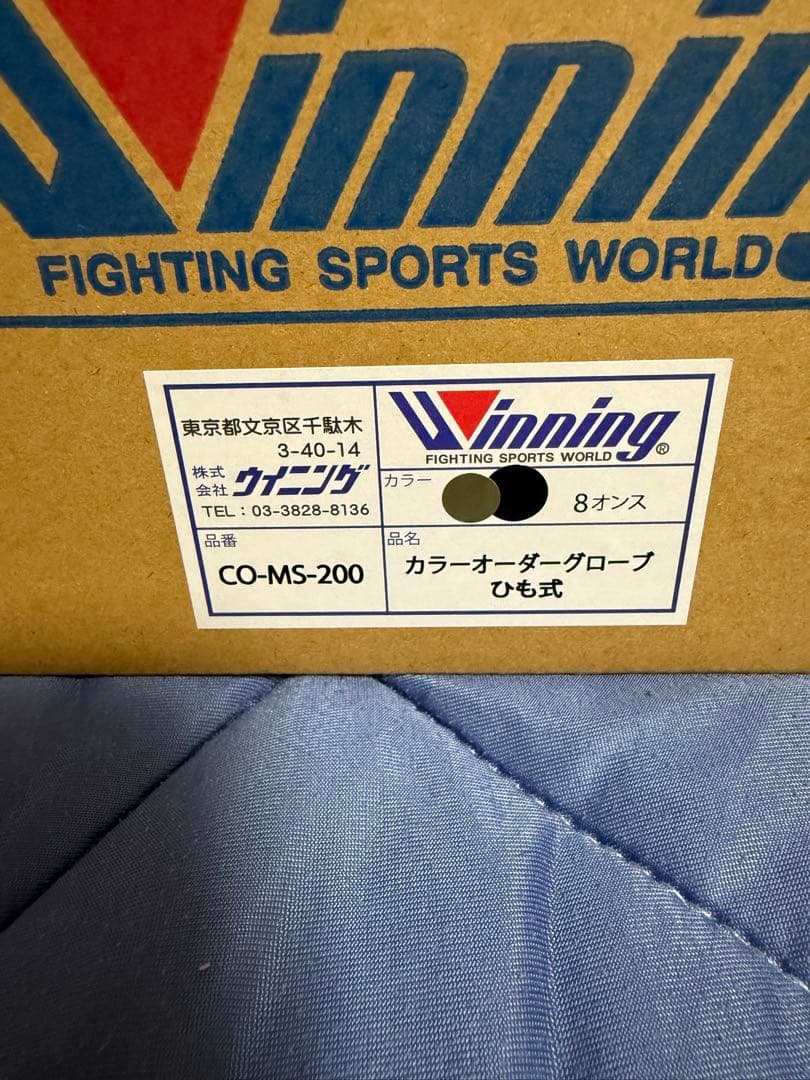 Winning
FIGHTING SPORTS WORLD
東京都文京区千駄木
3-40-14
株式会社 ウイニング
TEL：03-3828-8136
Winning®
FIGHTING SPORTS WORLD
カラー
8オンス
品番
CO-MS-200
品名
カラーオーダーグローブ
ひも式